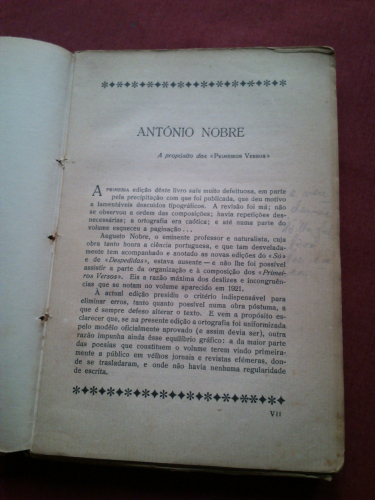 ANTÓNIO NOBRE
A propósito dos «PRIMEIROS VERSOS»
A PRIMEIRA edição dêste livro saíu muito defeituosa, em parte
pela precipitação com que foi publicada, que deu motivo
a lamentáveis descuidos tipográficos. A revisão foi má; não
se observou a ordem das composições; havia repetições des-
necessárias; a ortografia era caótica; e até numa parte do
volume esqueceu a paginação...
Augusto Nobre, o eminente professor e naturalista, cuja
obra tanto honra a ciência portuguesa, e que tam desvelada-
mente tem acompanhado e anotado as novas edições do «Só»
e de «Despedidas», estava ausente — e não lhe foi possível
assistir a parte da organização e à composição dos «Primei-
ros Versos». Eis a razão máxima dos deslizes e incongruên-
cias que se notam no volume aparecido em 1921.
À actual edição presidiu o critério indispensável para
eliminar erros, tanto quanto possível numa obra póstuma, a
que é sempre defeso alterar o texto. E vem a propósito es-
clarecer que, se na presente edição a ortografia foi uniformizada
pelo modêlo oficialmente aprovado (e assim devia ser), outra
razão impunha ainda êsse equilíbrio gráfico: a da maior parte
das poesias que constituem o volume terem vindo primeira-
mente a público em velhos jornais e revistas efémeras, don-
de se trasladaram, e onde não havia nenhuma regularidade
de escrita.
VII